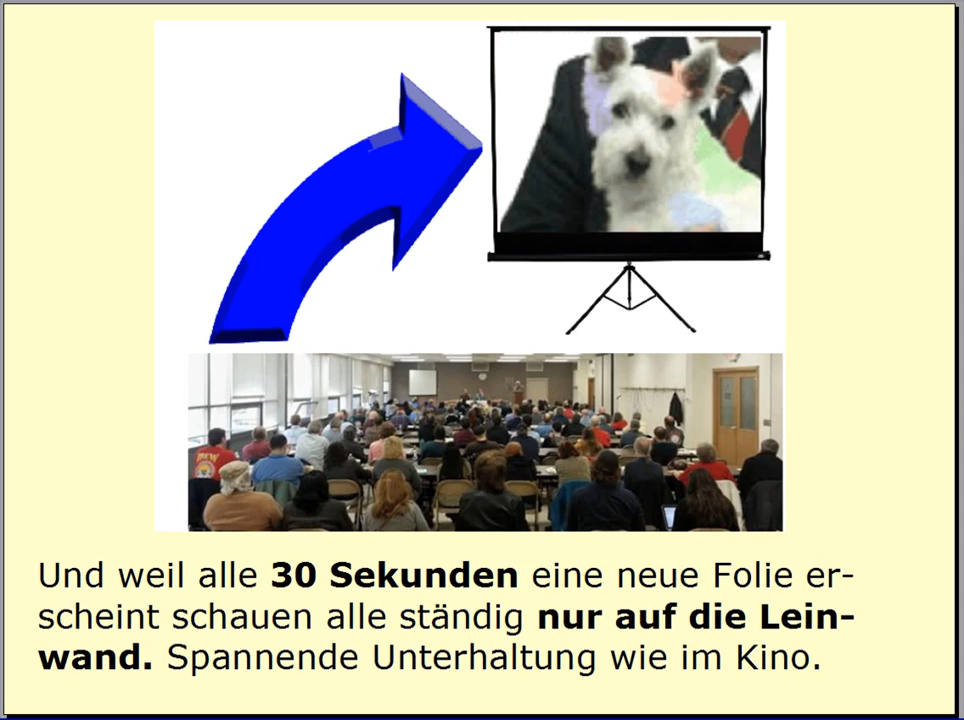 Und weil alle 30 Sekunden eine neue Folie er-
scheint schauen alle ständig nur auf die Lein-
wand. Spannende Unterhaltung wie im Kino.